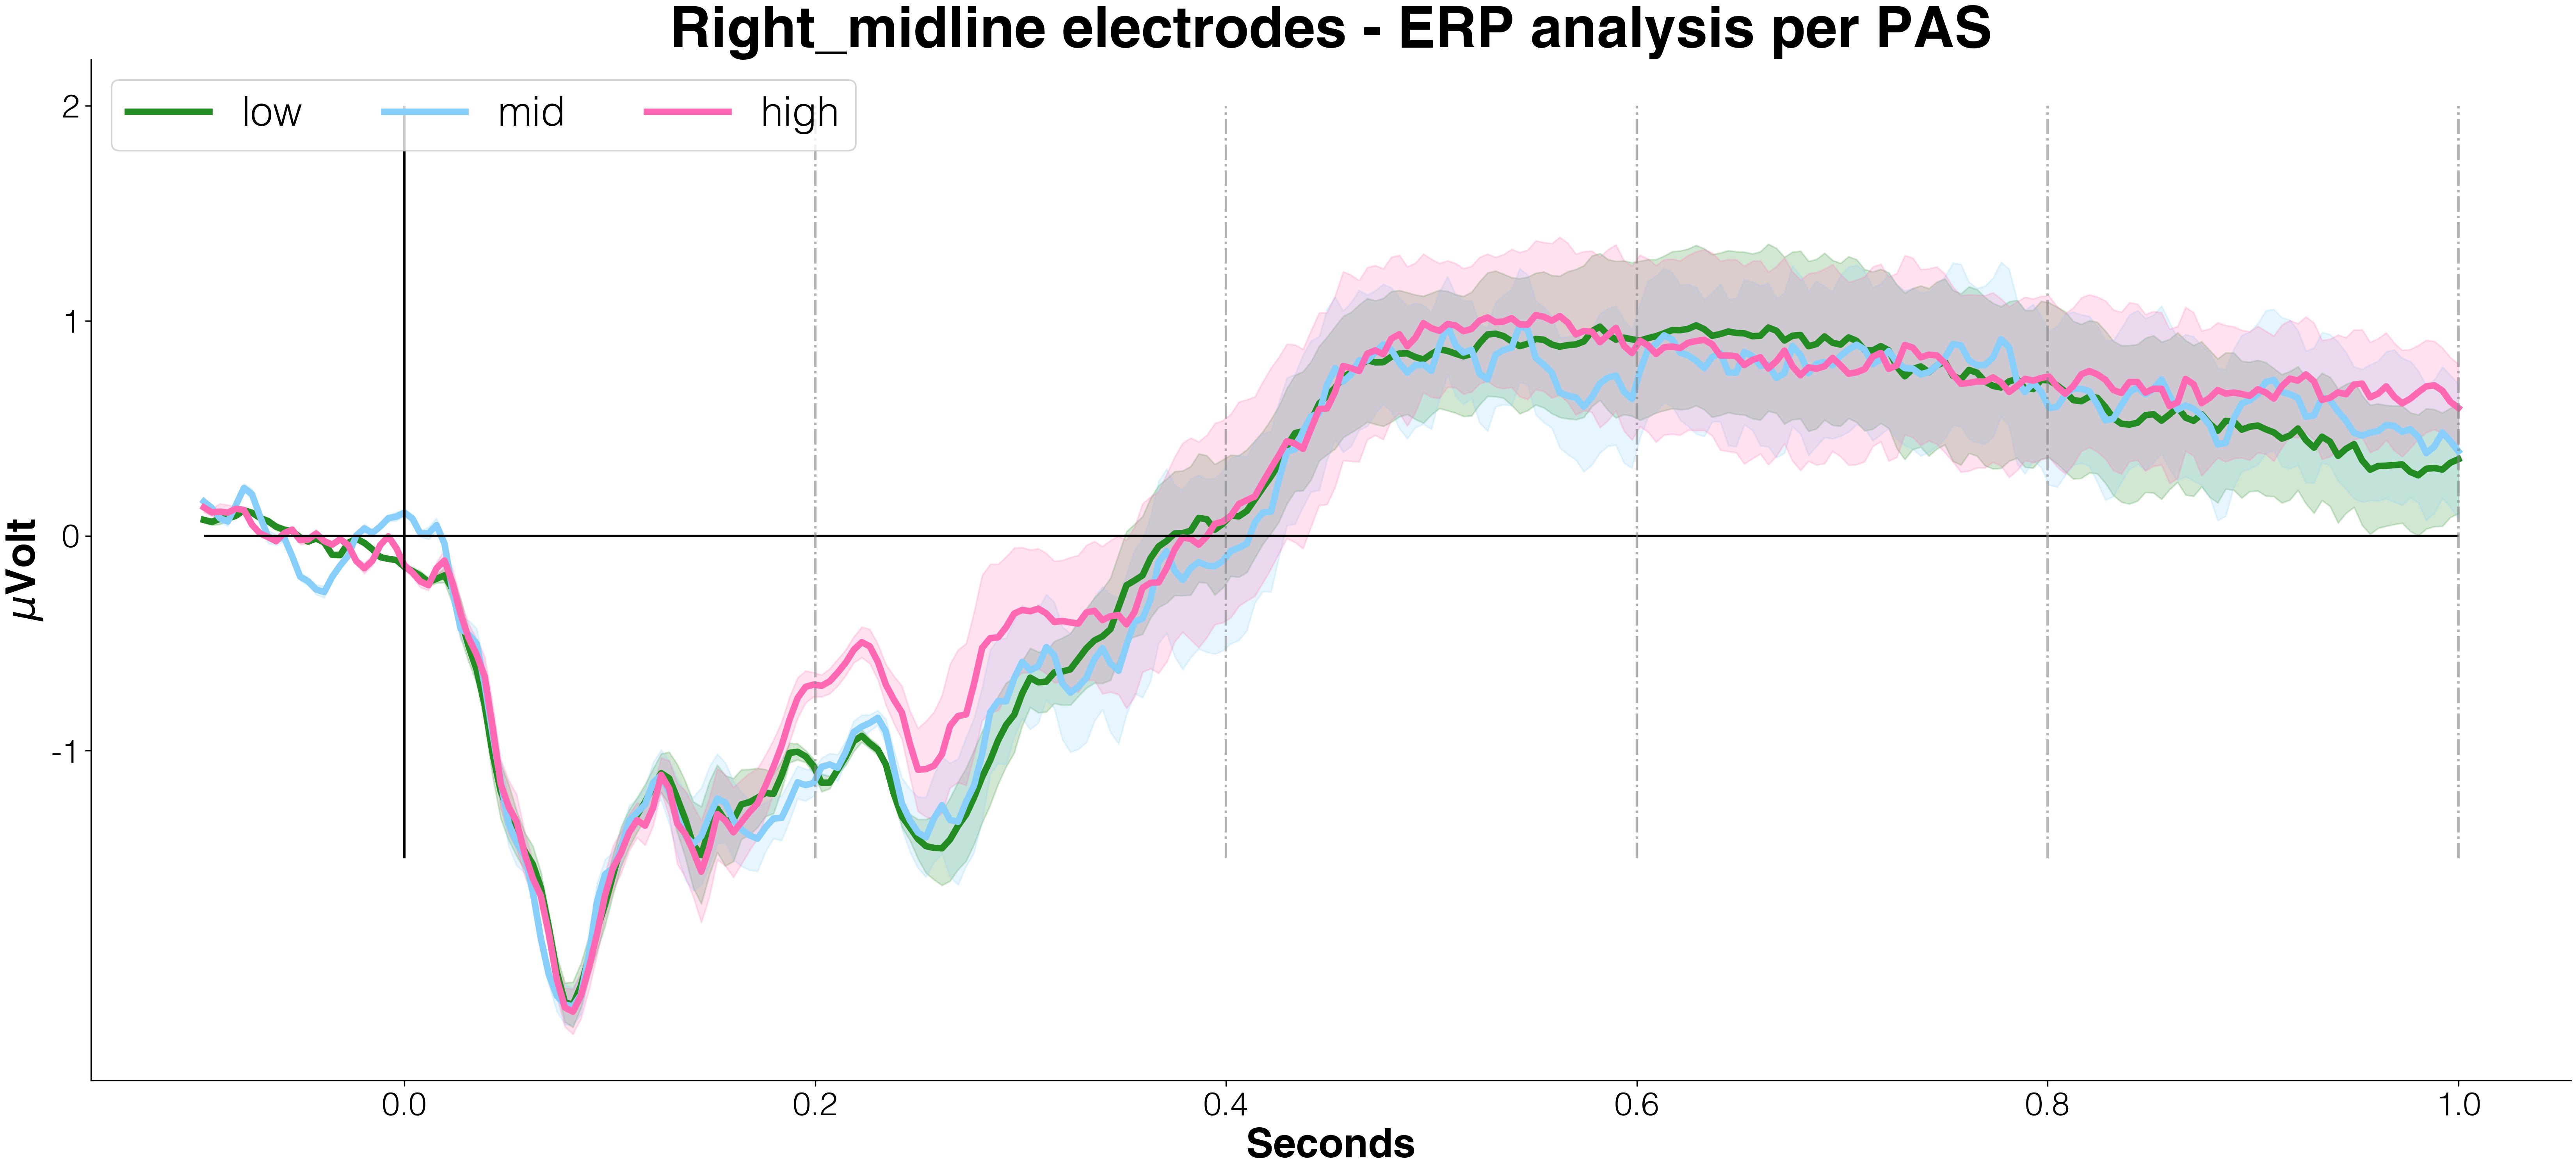 Right_midline electrodes - ERP analysis per PAS
low mid high
2
1
0
-1
μVolt
0.0 0.2 0.4 0.6 0.8 1.0
Seconds